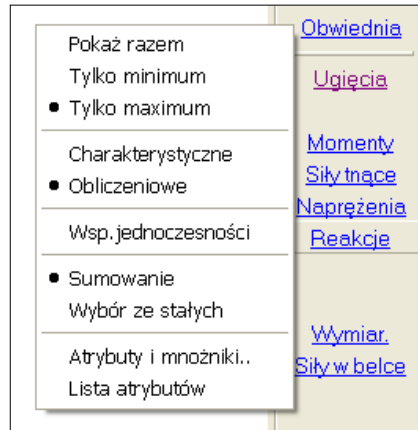 Pokaż razem
Tylko minimum
Tylko maximum
Charakterystyczne
Obliczeniowe
Wsp.jednoczesności
Sumowanie
Wybór ze stałych
Atrybuty i mnożniki..
Lista atrybutów
Obwiednia
Ugięcia
Momenty
Siły tnące
Naprężenia
Reakcje
Wymiar.
Siły w belce